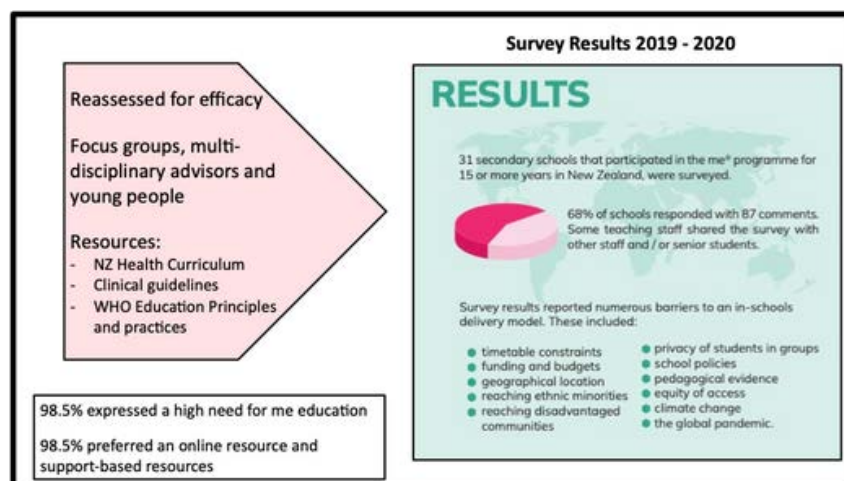 Survey Results 2019 - 2020
Reassessed for efficacy
Focus groups, multi-
disciplinary advisors and
young people
Resources:
- NZ Health Curriculum
- Clinical guidelines
- WHO Education Principles
and practices
98.5% expressed a high need for me education
98.5% preferred an online resource and
support-based resources
RESULTS
31 secondary schools that participated in the me® programme for
15 or more years in New Zealand, were surveyed.
68% of schools responded with 87 comments.
Some teaching staff shared the survey with
other staff and / or senior students.
Survey results reported numerous barriers to an in-schools
delivery model. These included:
● timetable constraints
● funding and budgets
● geographical location
● reaching ethnic minorities
● reaching disadvantaged
communities
● privacy of students in groups
● school policies
● pedagogical evidence
● equity of access
● climate change
● the global pandemic.